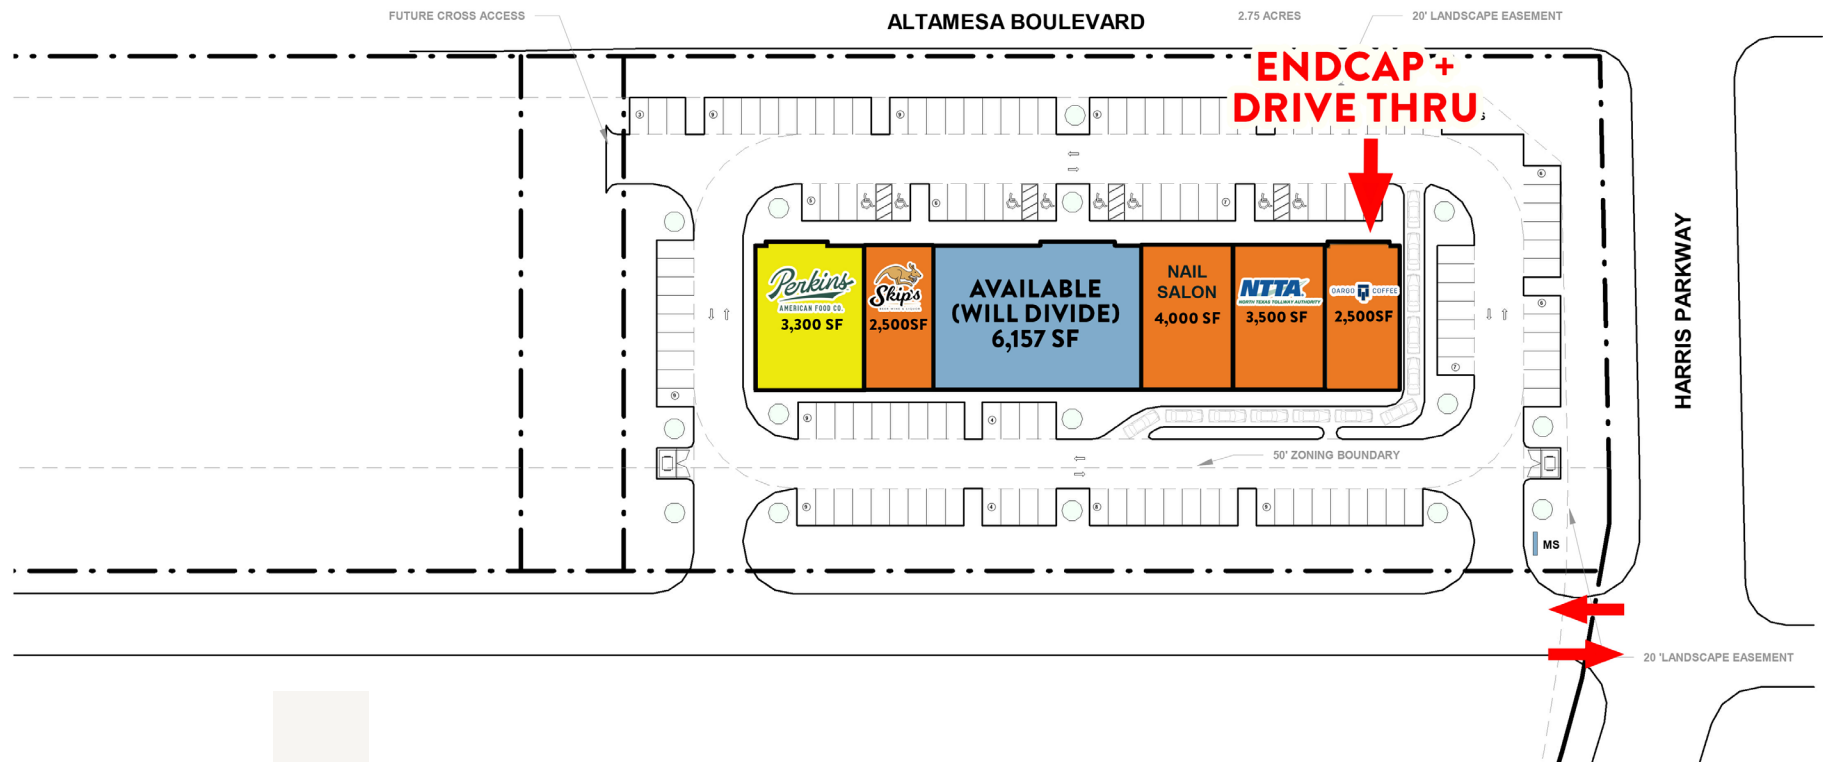 FUTURE CROSS ACCESS
ALTAMESA BOULEVARD
2.75 ACRES
20' LANDSCAPE EASEMENT
ENDCAP +
DRIVE THRU
HARRIS PARKWAY
Perkins
AMERICAN FOOD CO.
3,300 SF
Skip's
2,500SF
AVAILABLE
(WILL DIVIDE)
6,157 SF
NAIL
SALON
4,000 SF
NTTA
NORTH TEXAS TOLLWAY AUTHORITY
3,500 SF
DARGO COFFEE
2,500SF
50' ZONING BOUNDARY
MS
20 'LANDSCAPE EASEMENT